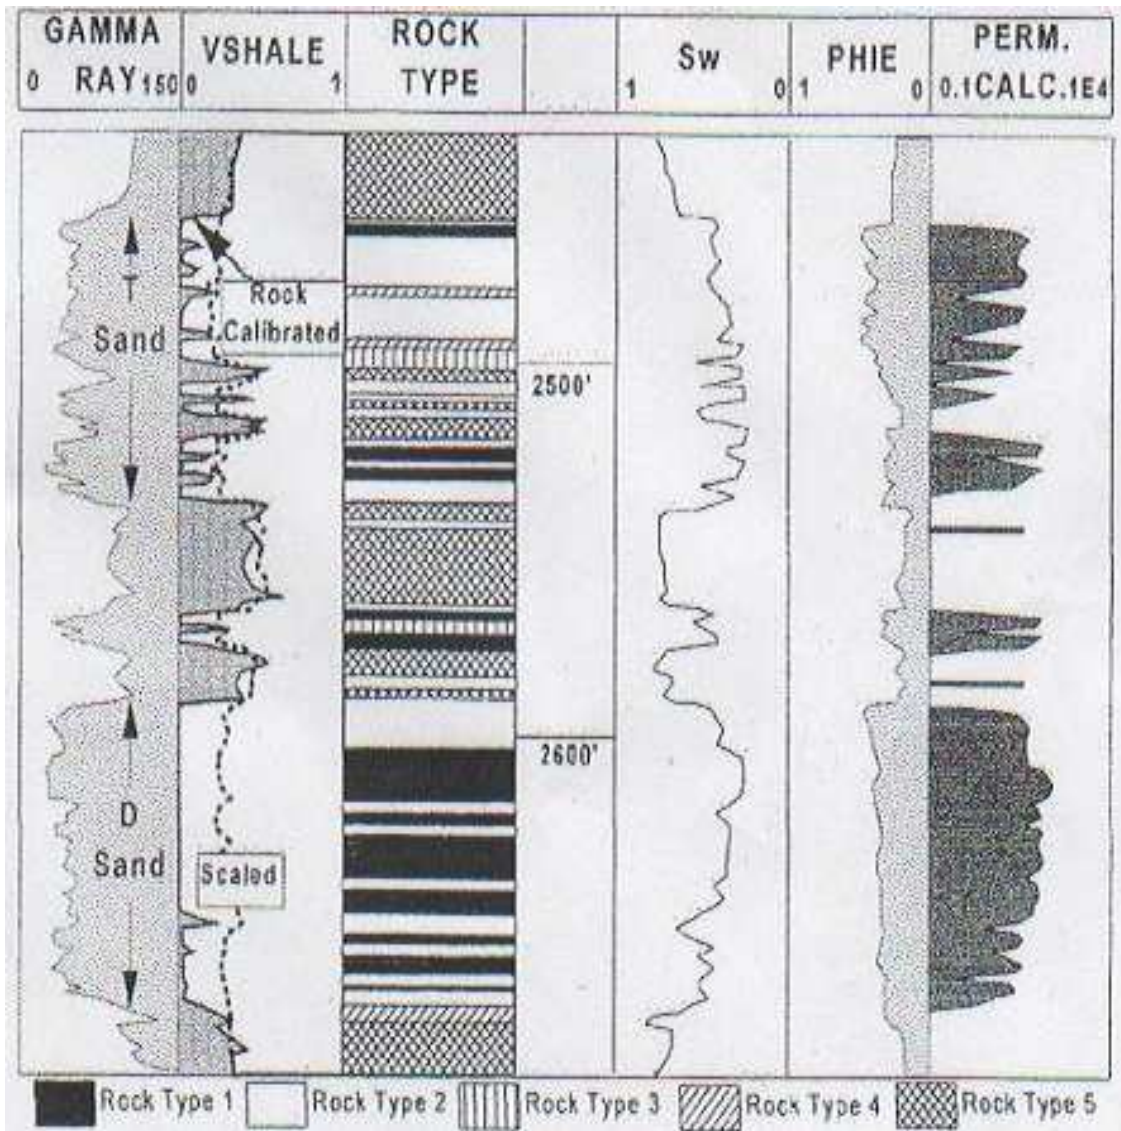 GAMMA
RAY
0 150
VSHALE
0 1
ROCK
TYPE
Sw
1 0
PHIE
1 0
PERM.
0.1CALC.1E4
T
Sand
Rock
Calibrated
2500'
2600'
D
Sand
Scaled
Rock Type 1 Rock Type 2 Rock Type 3 Rock Type 4 Rock Type 5